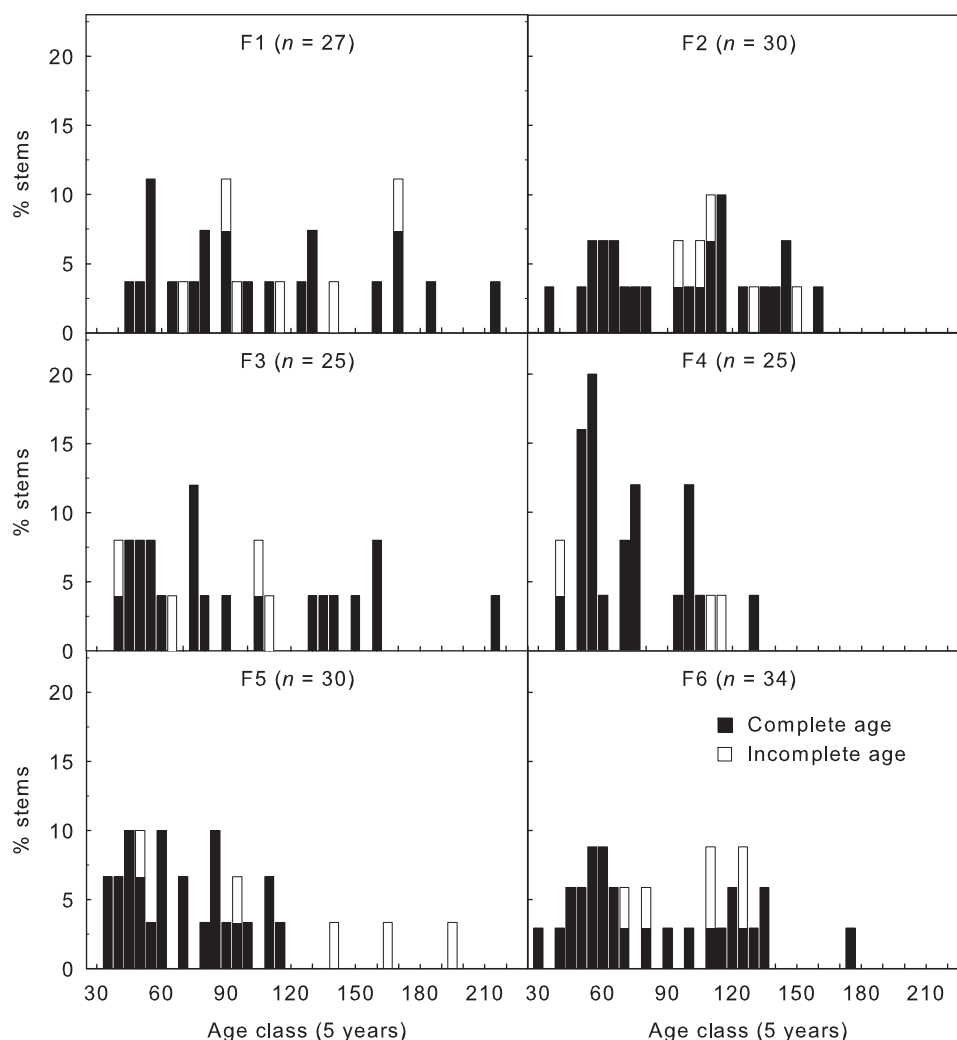 F1 (n = 27) F2 (n = 30)
20
15
10
5
0
% stems
F3 (n = 25) F4 (n = 25)
20
15
10
5
0
F5 (n = 30) F6 (n = 34)
20
15
10
5
0
% stems
Complete age
Incomplete age
30 60 90 120 150 180 210 30 60 90 120 150 180 210
Age class (5 years) Age class (5 years)